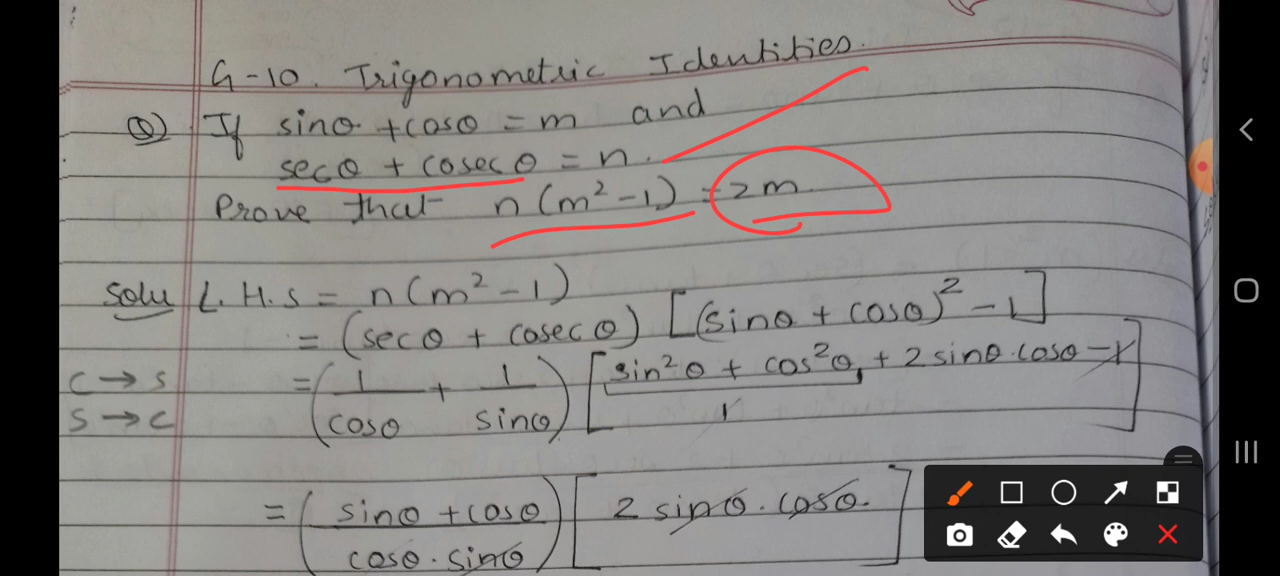 G-10. Trigonometric Identities.
Q) If sinθ + cosθ = m and
secθ + cosecθ = n.
Prove that n(m² - 1) = 2m.
Solu L.H.S = n(m² - 1)
= (secθ + cosecθ) [(sinθ + cosθ)² - 1]
C → S = (1/cosθ + 1/sinθ) [sin²θ + cos²θ + 2 sinθ.cosθ - 1]
S → C 1
= (sinθ + cosθ / cosθ.sinθ) [2 sinθ.cosθ.]